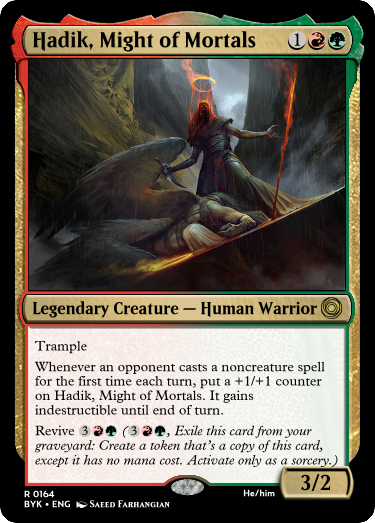 Hadik, Might of Mortals 1
Legendary Creature — Human Warrior
Trample
Whenever an opponent casts a noncreature spell
for the first time each turn, put a +1/+1 counter
on Hadik, Might of Mortals. It gains
indestructible until end of turn.
Revive 3 (3, Exile this card from your
graveyard: Create a token that's a copy of this card,
except it has no mana cost. Activate only as a sorcery.)
3/2
R 0164 He/him
BYK • ENG Saeed Farhangian